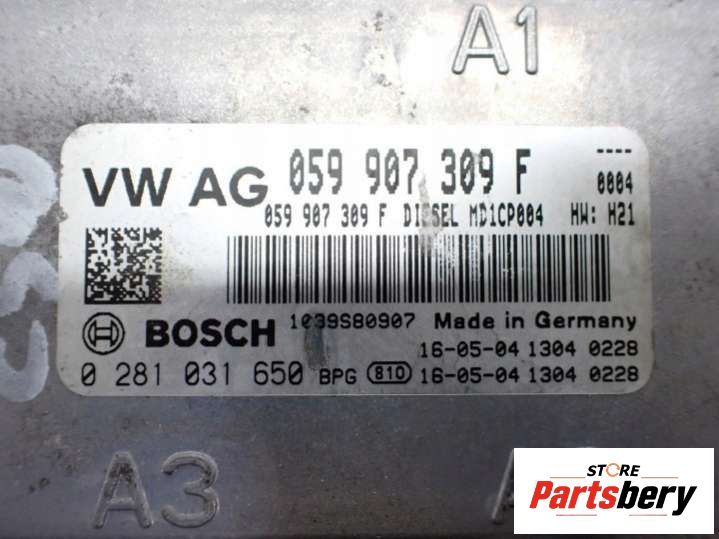 A1
VW AG 059 907 309 F ----
0004
059 907 309 F DIESEL MD1CP004 HW: H21
BOSCH 1039S80907 Made in Germany
16-05-04 1304 0228
0 281 031 650 BPG 810 16-05-04 1304 0228
A3
STORE
Partsbery